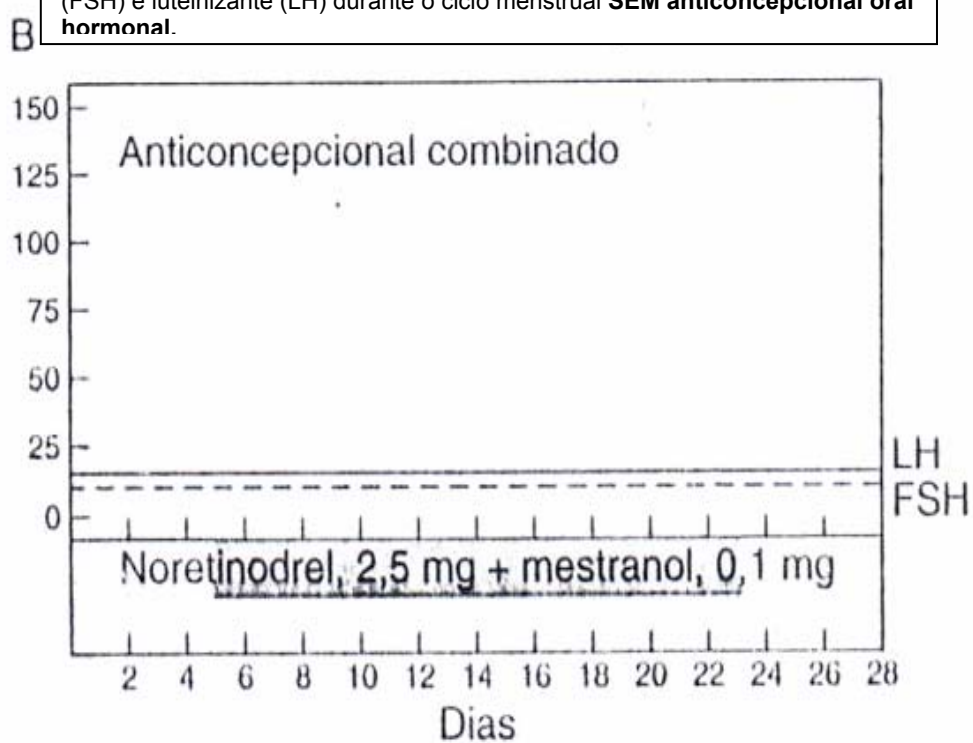 (FSH) e luteinizante (LH) durante o ciclo menstrual SEM anticoncepcional oral
hormonal.
B
150
Anticoncepcional combinado
125
100
75
50
25
LH
FSH
0
Noretinodrel, 2,5 mg + mestranol, 0,1 mg
2 4 6 8 10 12 14 16 18 20 22 24 26 28
Dias